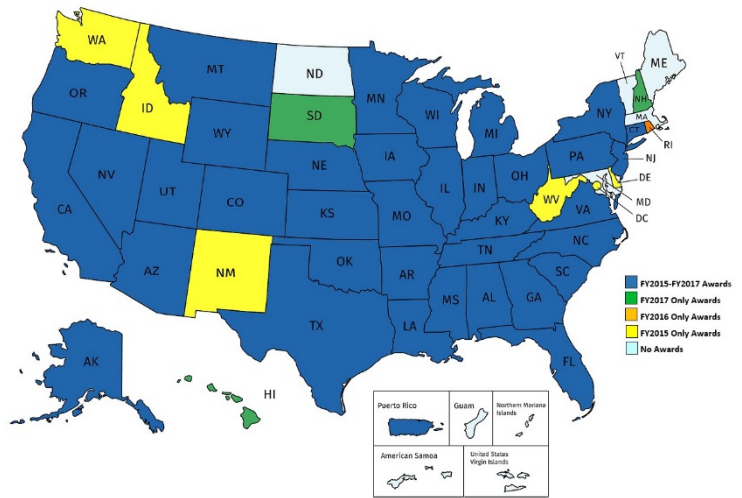 WA
MT
ND
MN
VT
ME
OR
ID
SD
WI
NY
NH
MA
WY
MI
CT
RI
NE
IA
PA
NJ
NV
UT
CO
IL
IN
OH
DE
WV
VA
MD
DC
CA
KS
MO
KY
NC
TN
AZ
NM
OK
AR
SC
MS
AL
GA
TX
LA
FL
AK
HI
FY2015-FY2017 Awards
FY2017 Only Awards
FY2016 Only Awards
FY2015 Only Awards
No Awards
Puerto Rico
Guam
Northern Mariana
Islands
American Samoa
United States
Virgin Islands